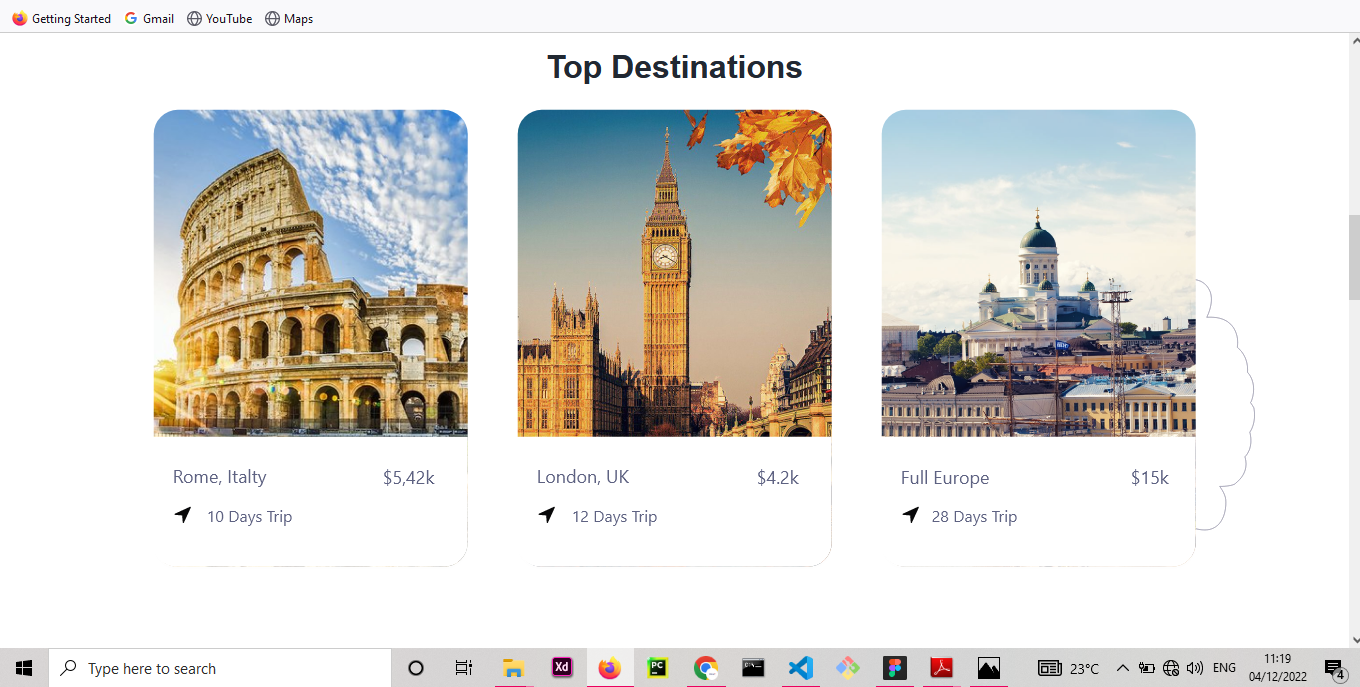 Getting Started Gmail YouTube Maps
Top Destinations
Rome, Italty $5,42k
10 Days Trip
London, UK $4.2k
12 Days Trip
Full Europe $15k
28 Days Trip
Type here to search Xd PC 23°C ENG 11:19
04/12/2022 4